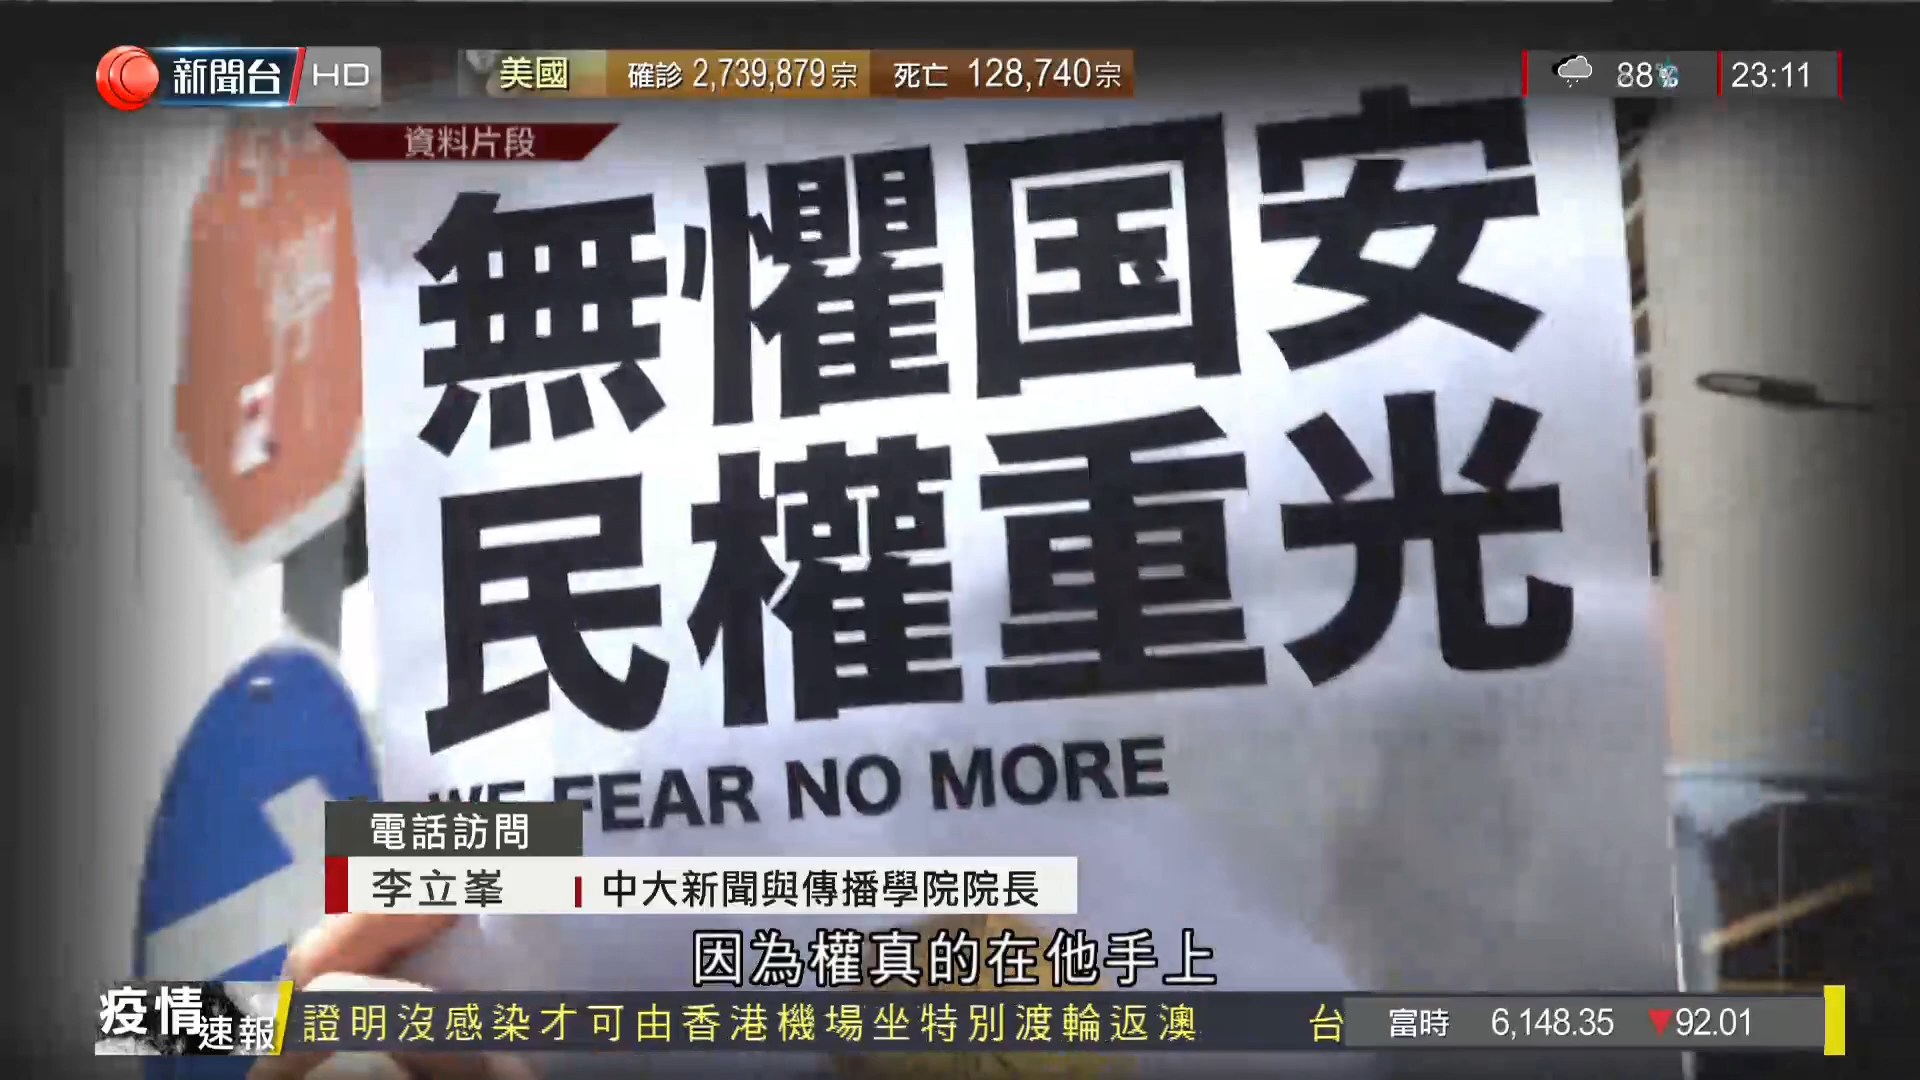 新聞台 HD
美國 確診 2,739,879宗 死亡 128,740宗
23:11
資料片段
停
無懼国安
民權重光
WE FEAR NO MORE
電話訪問
李立峯 中大新聞與傳播學院院長
因為權真的在他手上
疫情速報 證明沒感染才可由香港機場坐特別渡輪返澳 台
富時 6,148.35 ▼92.01